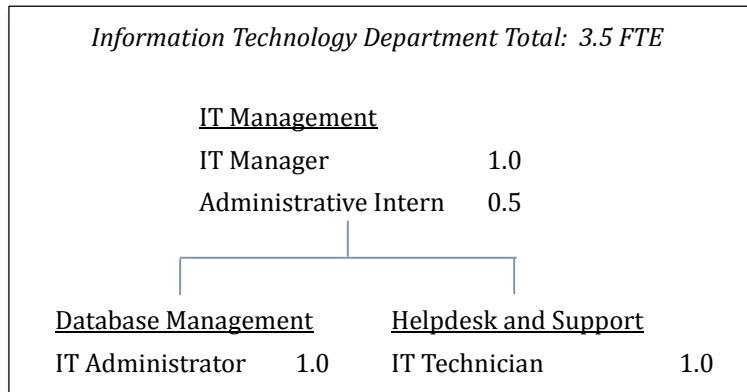 Information Technology Department Total: 3.5 FTE
IT Management
IT Manager 1.0
Administrative Intern 0.5
Database Management
IT Administrator 1.0
Helpdesk and Support
IT Technician 1.0